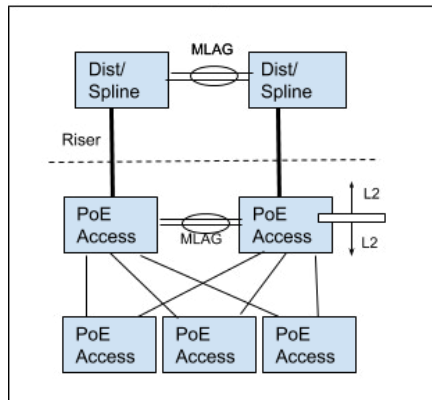 MLAG
Dist/
Spline
Dist/
Spline
Riser
L2
PoE
Access
PoE
Access
MLAG
L2
PoE
Access
PoE
Access
PoE
Access